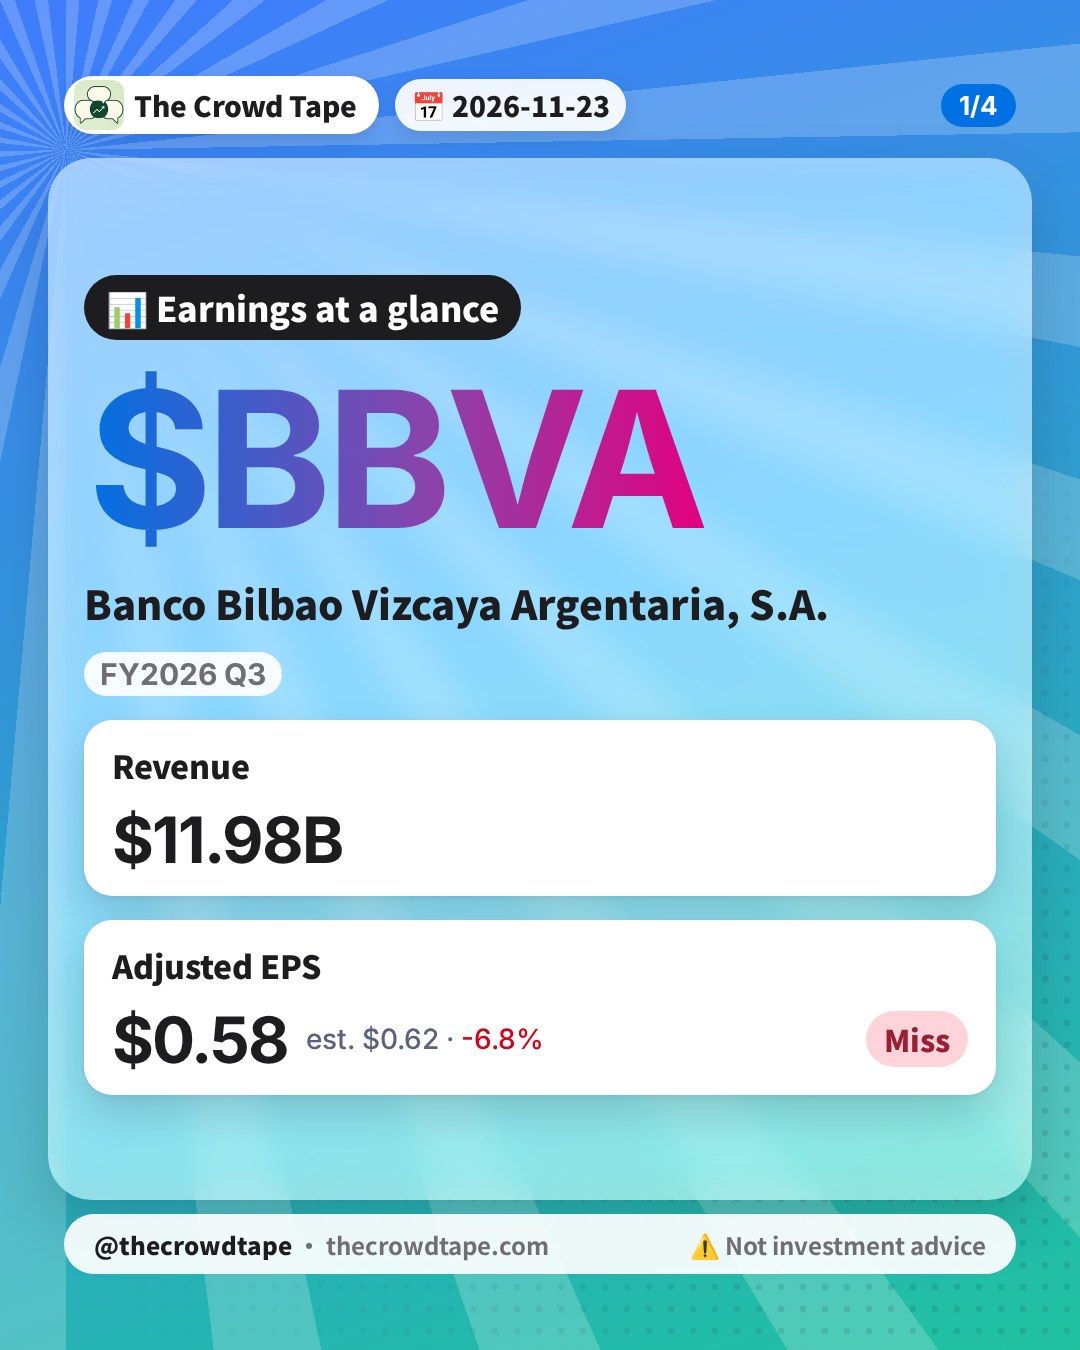 The Crowd Tape
📅 2026-11-23
1/4
📊 Earnings at a glance
$BBVA
Banco Bilbao Vizcaya Argentaria, S.A.
FY2026 Q3
Revenue
$11.98B
Adjusted EPS
$0.58 est. $0.62 · -6.8% Miss
@thecrowdtape • thecrowdtape.com ⚠️ Not investment advice